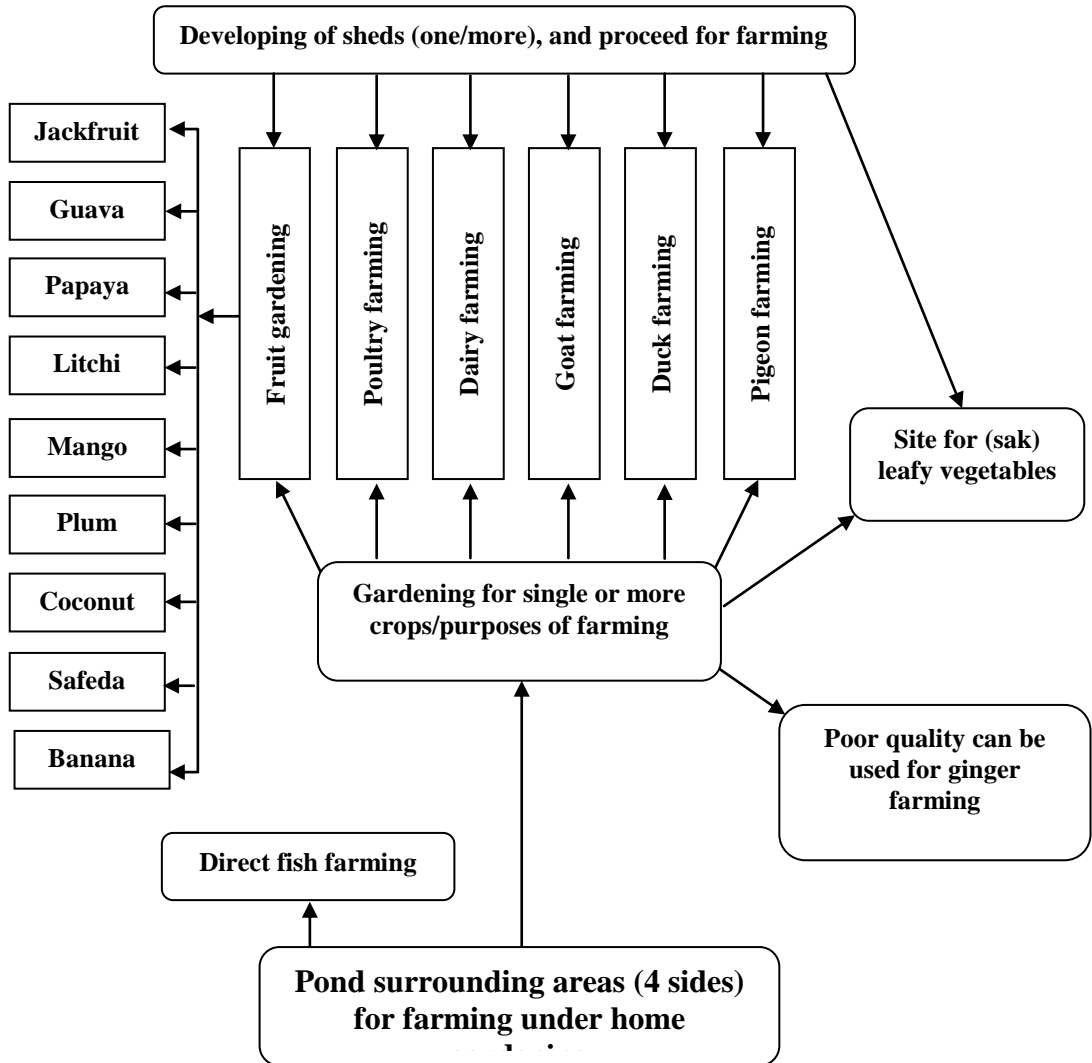 Developing of sheds (one/more), and proceed for farming
Jackfruit
Guava
Papaya
Litchi
Mango
Plum
Coconut
Safeda
Banana
Fruit gardening
Poultry farming
Dairy farming
Goat farming
Duck farming
Pigeon farming
Site for (sak)
leafy vegetables
Gardening for single or more
crops/purposes of farming
Poor quality can be
used for ginger
farming
Direct fish farming
Pond surrounding areas (4 sides)
for farming under home